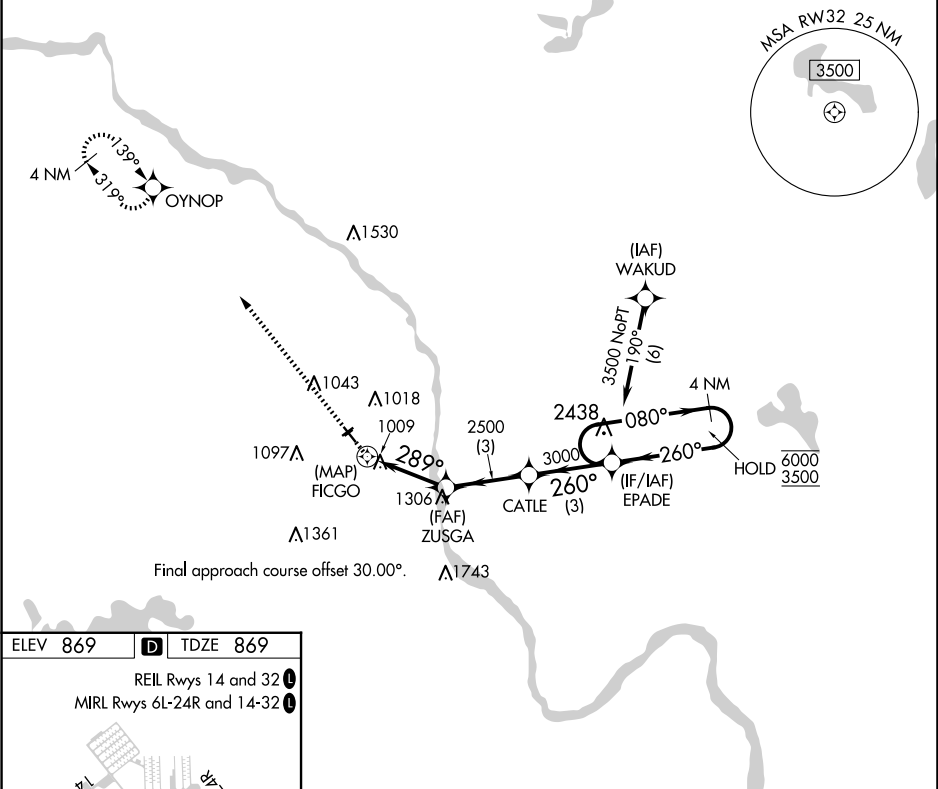 MSA RW32 25 NM
3500
139°
4 NM
319°
OYNOP
1530
(IAF)
WAKUD
3500 NoPT
190°
(6)
4 NM
1043
1018
2438
080°
1009
2500
(3)
1097
289°
3000
260°
HOLD
6000
3500
(MAP)
FICGO
260°
(3)
(IF/IAF)
EPADE
1306
CATLE
(FAF)
ZUSGA
1361
Final approach course offset 30.00°.
1743
ELEV 869
D
TDZE 869
REIL Rwys 14 and 32 L
MIRL Rwys 6L-24R and 14-32 L
14